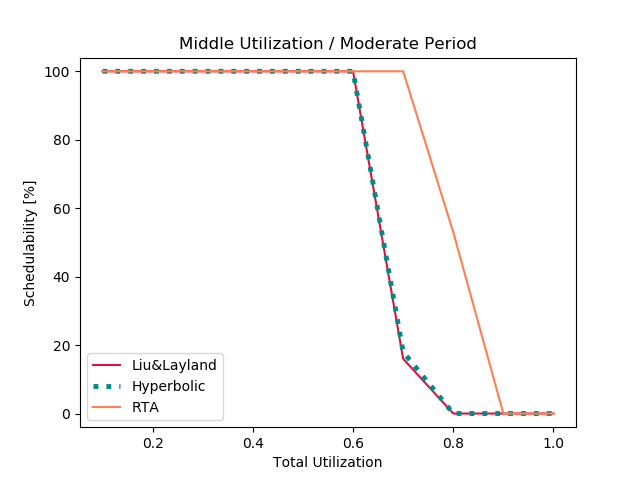 Middle Utilization / Moderate Period
Schedulability [%]
100
80
60
40
20
0
Liu&Layland
Hyperbolic
RTA
0.2 0.4 0.6 0.8 1.0
Total Utilization